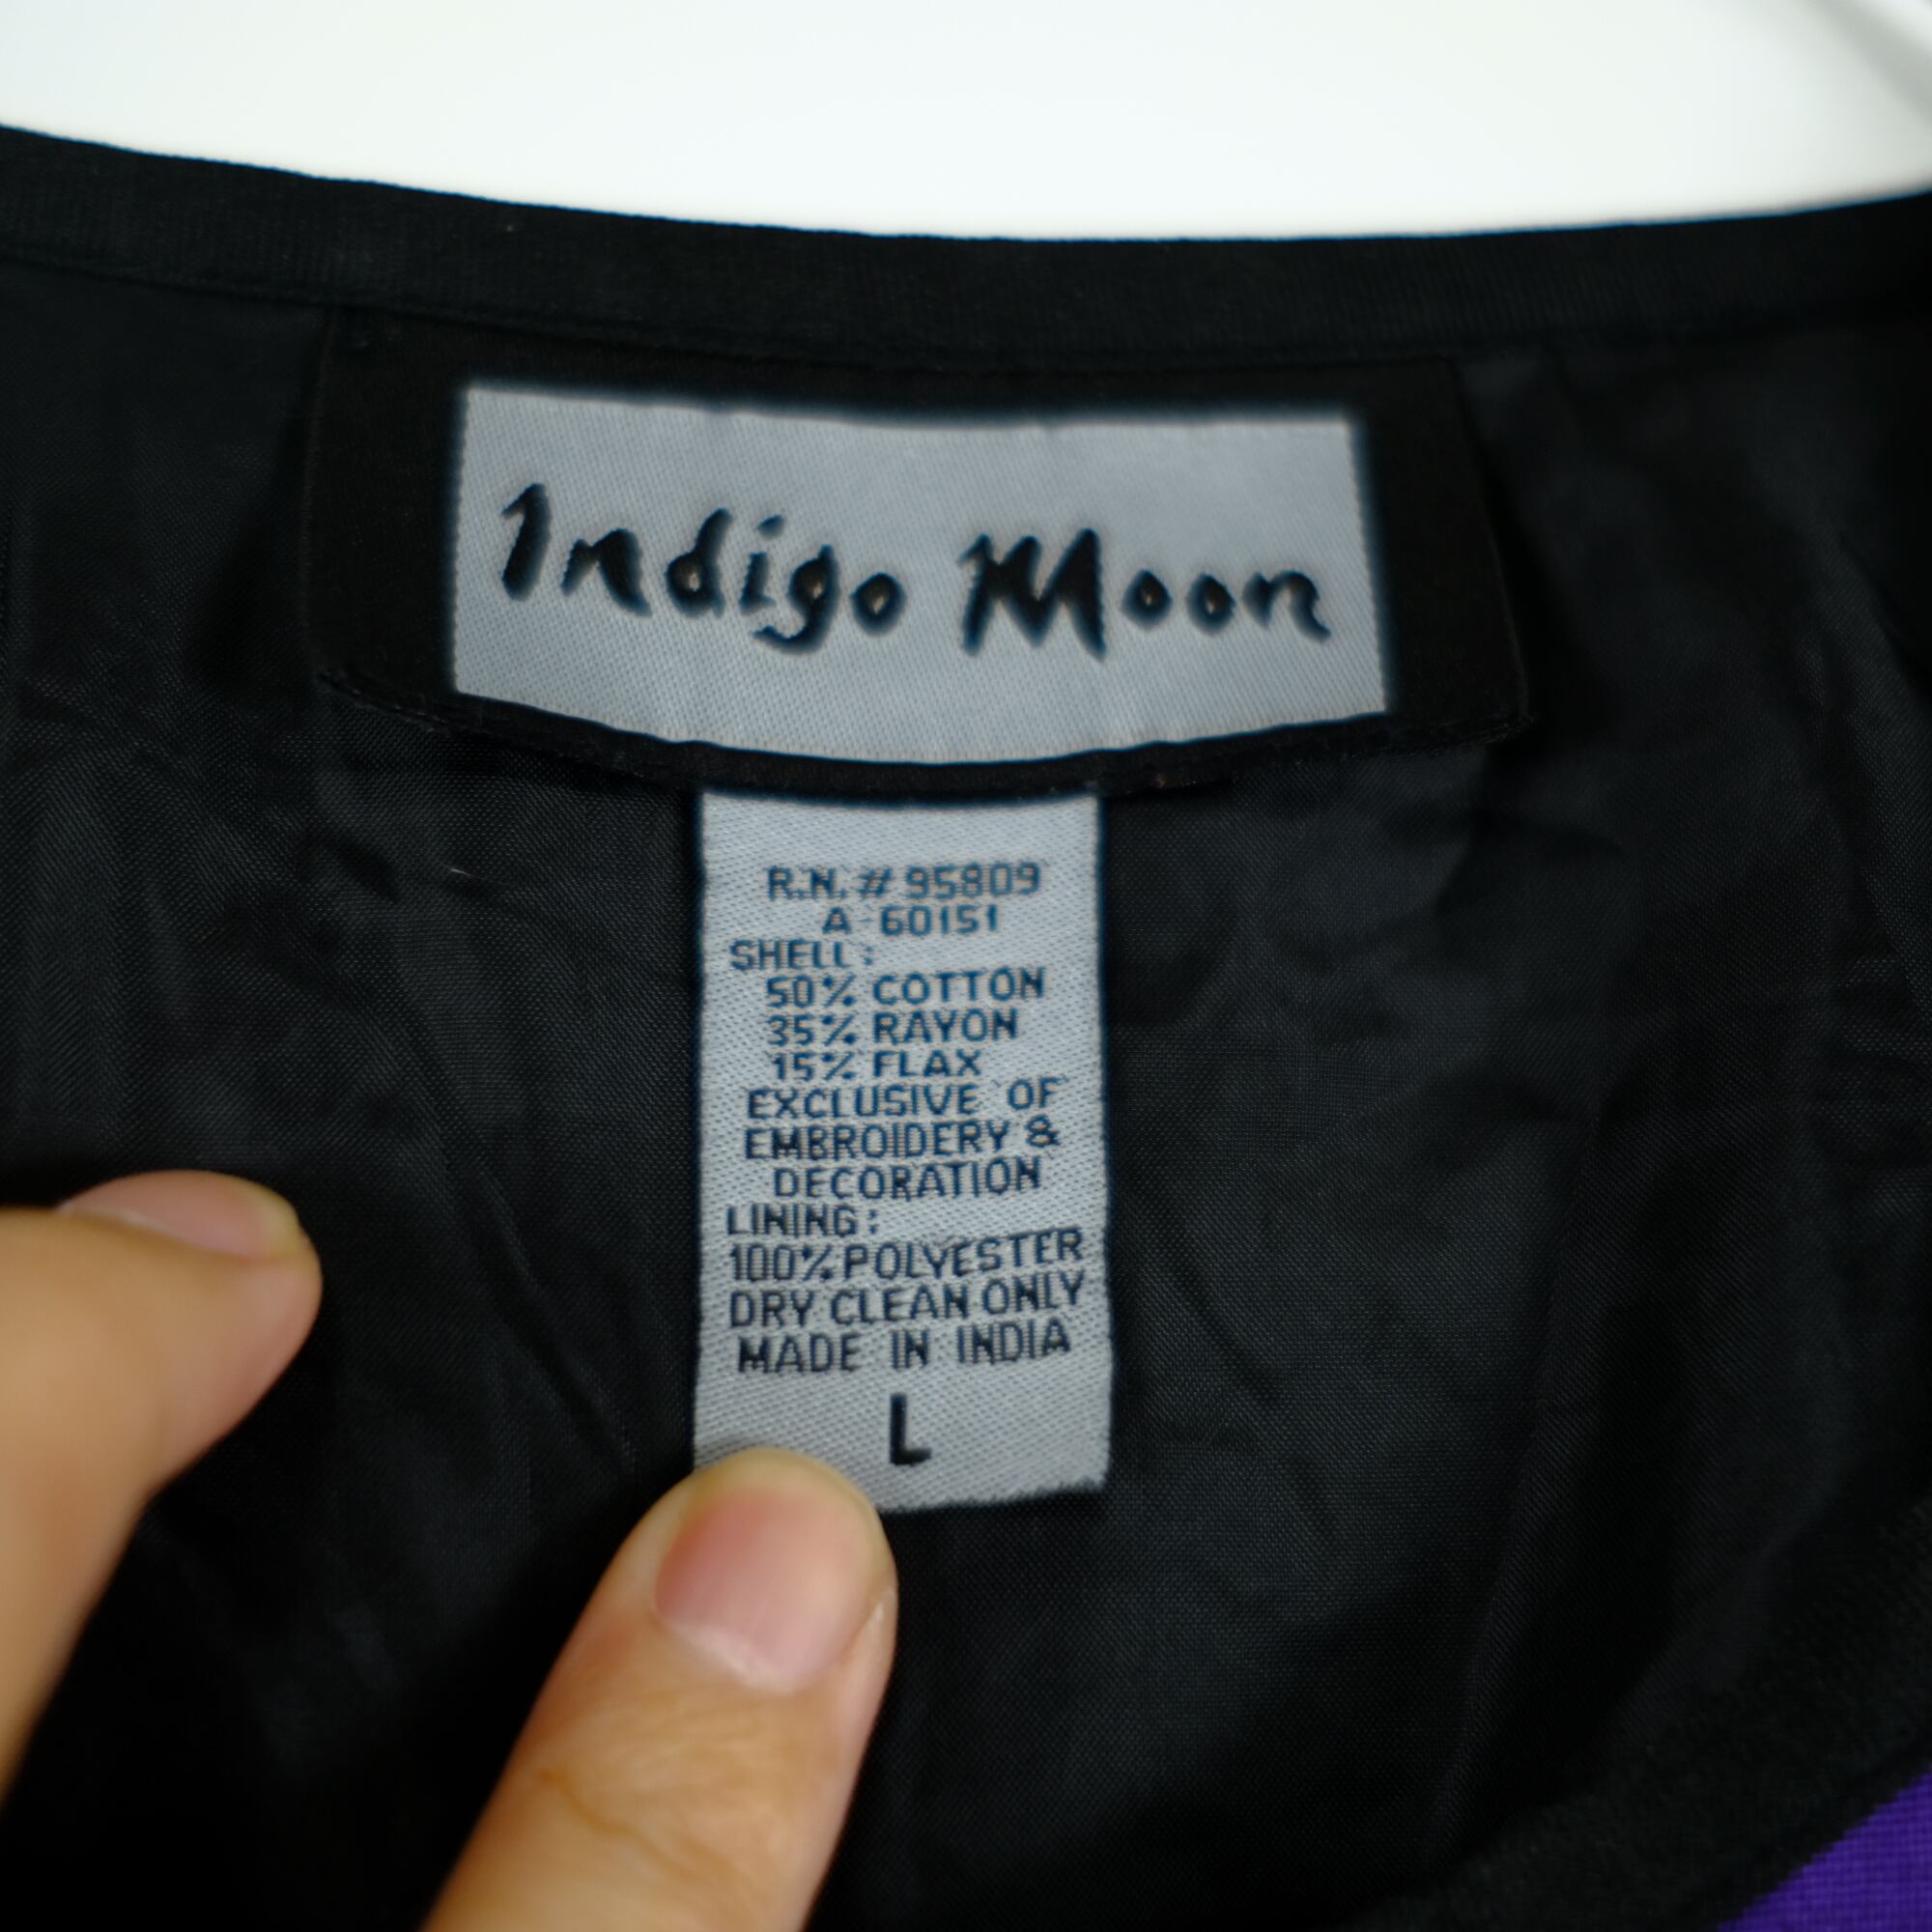 Indigo Moon
R.N.# 95809
A-60151
SHELL:
50% COTTON
35% RAYON
15% FLAX
EXCLUSIVE OF
EMBROIDERY &
DECORATION
LINING:
100% POLYESTER
DRY CLEAN ONLY
MADE IN INDIA
L